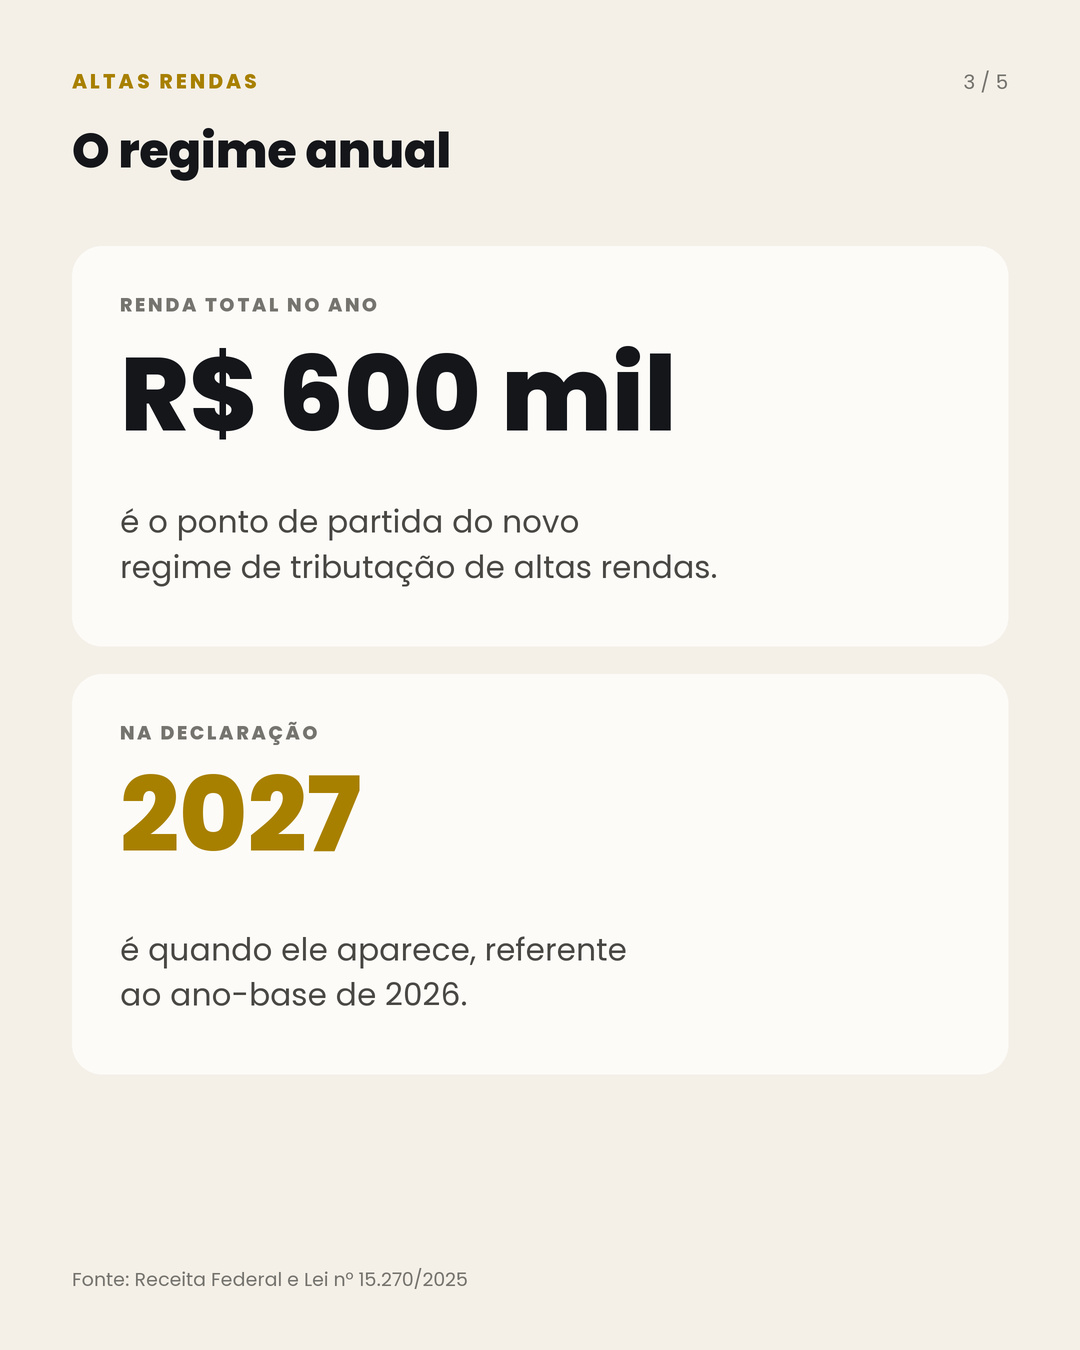 ALTAS RENDAS
3 / 5
O regime anual
RENDA TOTAL NO ANO
R$ 600 mil
é o ponto de partida do novo
regime de tributação de altas rendas.
NA DECLARAÇÃO
2027
é quando ele aparece, referente
ao ano-base de 2026.
Fonte: Receita Federal e Lei nº 15.270/2025